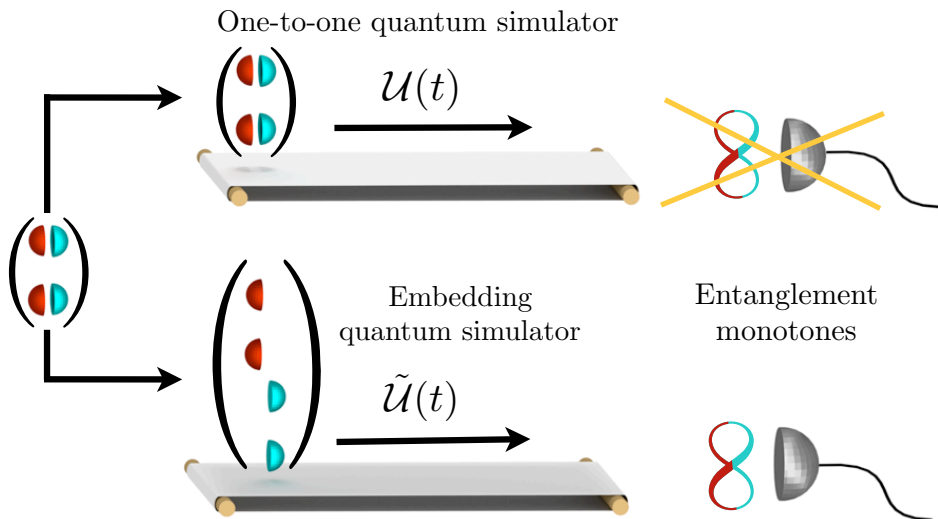 One-to-one quantum simulator
𝒰(t)
Embedding
quantum simulator
𝒰̃(t)
Entanglement
monotones